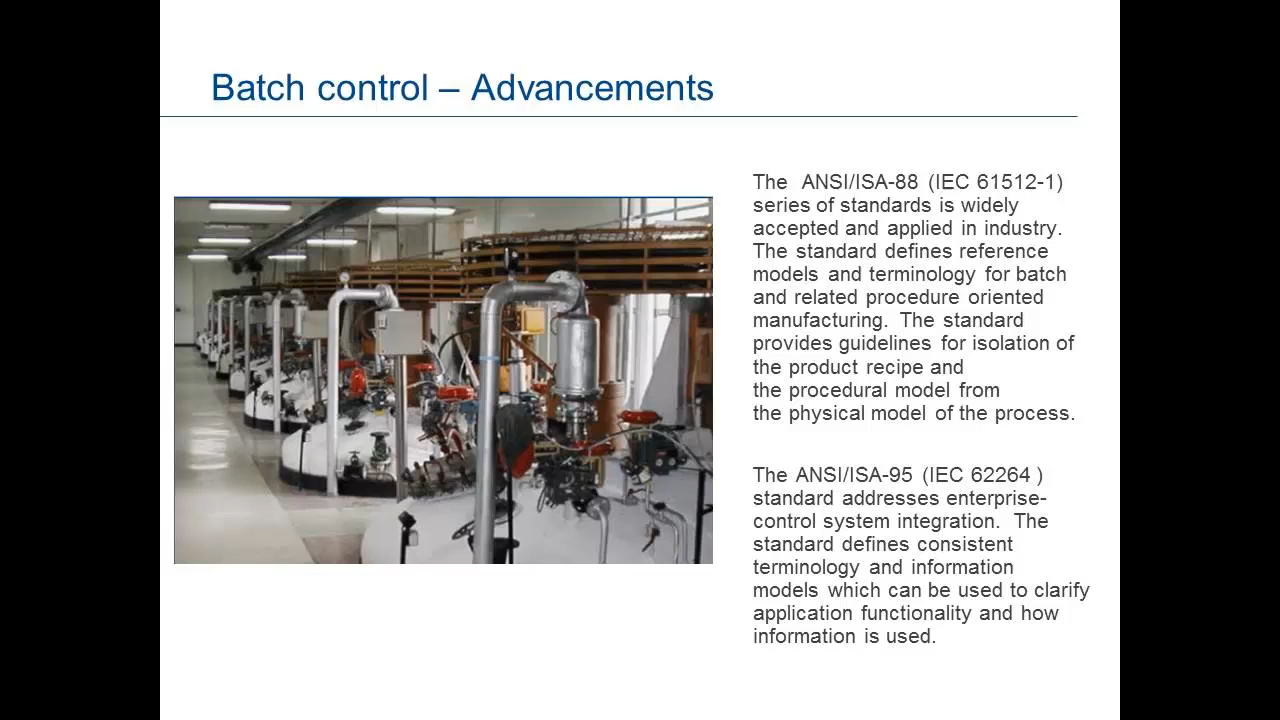 Batch control – Advancements
The  ANSI/ISA-88 (IEC 61512-1)
series of standards is widely
accepted and applied in industry.
The standard defines reference
models and terminology for batch
and related procedure oriented
manufacturing.  The standard
provides guidelines for isolation of
the product recipe and
the procedural model from
the physical model of the process.
The ANSI/ISA-95 (IEC 62264 )
standard addresses enterprise-
control system integration.  The
standard defines consistent
terminology and information
models which can be used to clarify
application functionality and how
information is used.